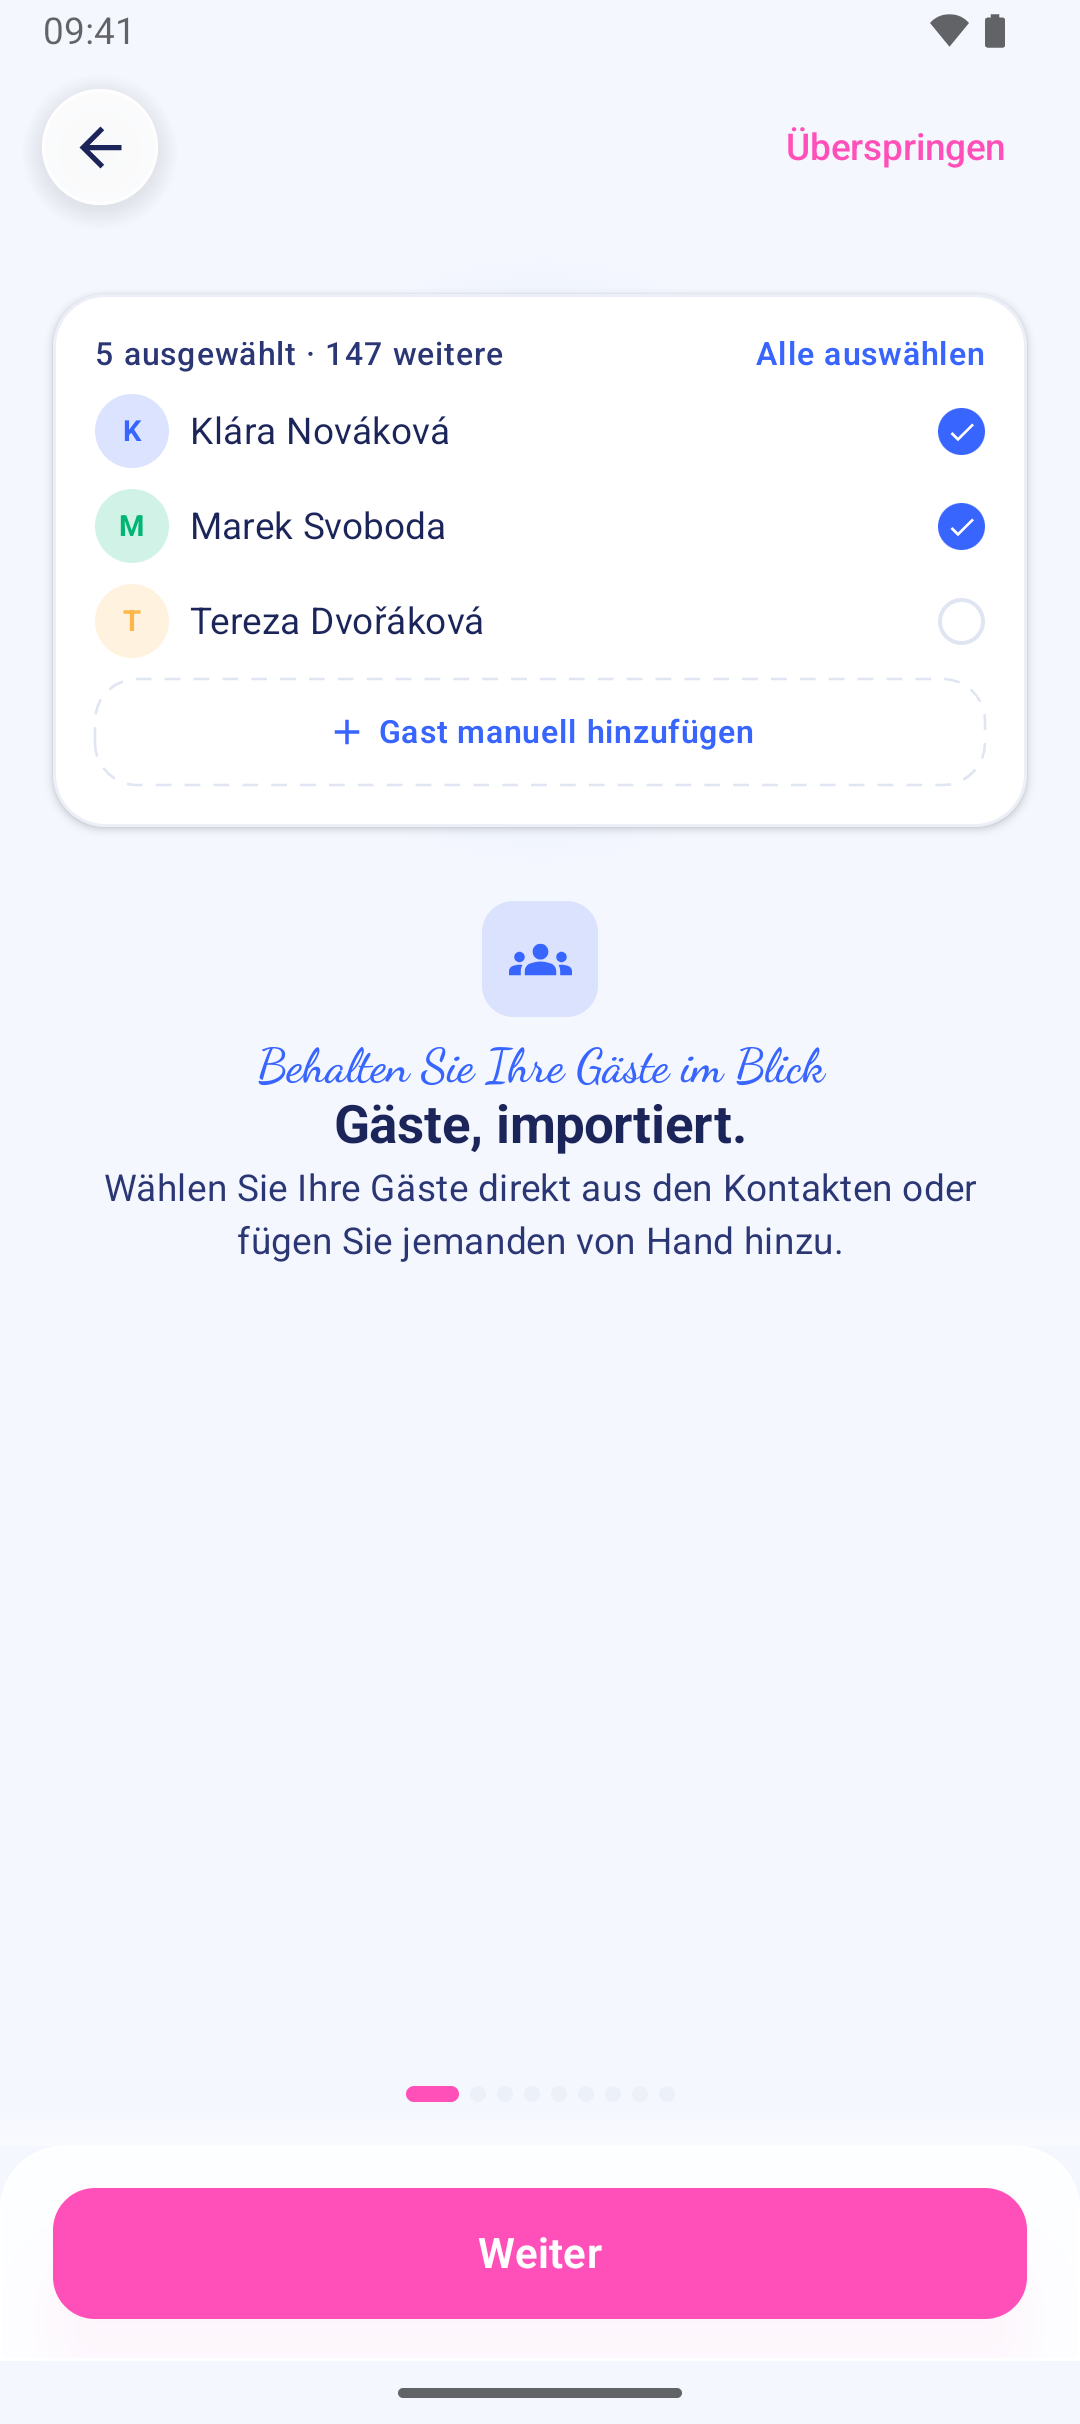 09:41
Überspringen
5 ausgewählt · 147 weitere
Alle auswählen
K
Klára Nováková
M
Marek Svoboda
T
Tereza Dvořáková
+ Gast manuell hinzufügen
Behalten Sie Ihre Gäste im Blick
Gäste, importiert.
Wählen Sie Ihre Gäste direkt aus den Kontakten oder
fügen Sie jemanden von Hand hinzu.
Weiter